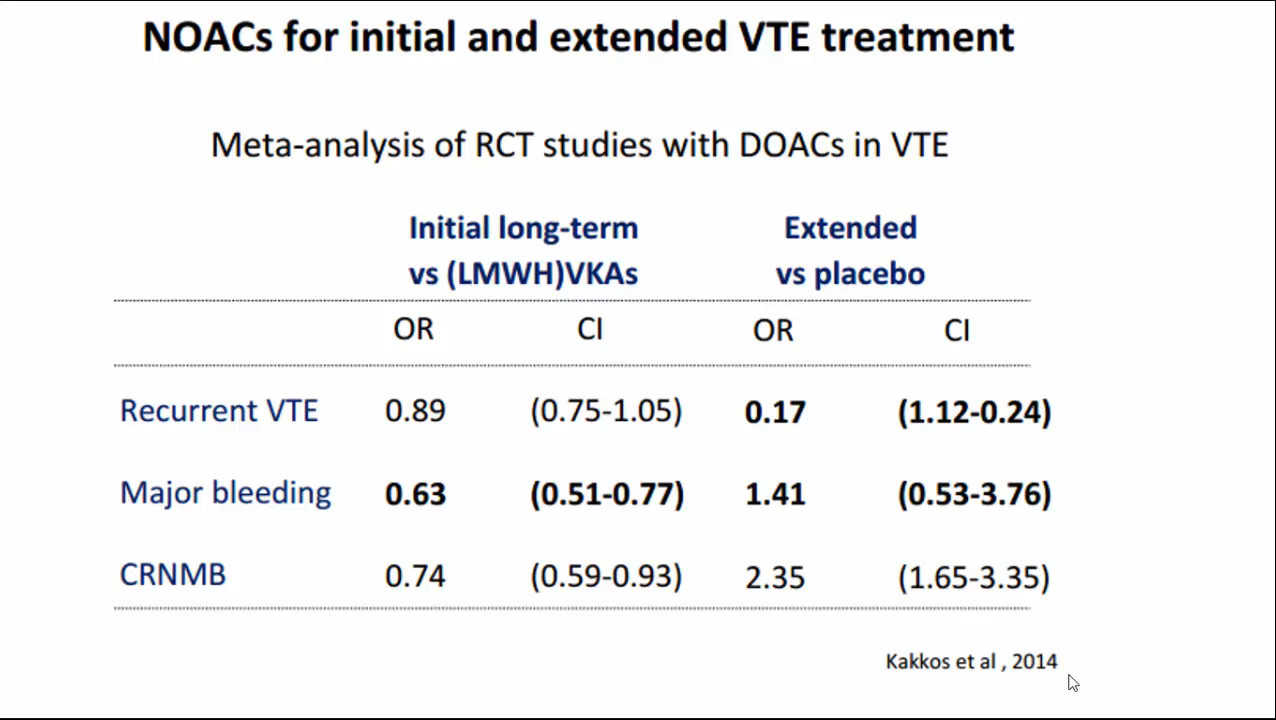 NOACs for initial and extended VTE treatment
Meta-analysis of RCT studies with DOACs in VTE
Initial long-term Extended
vs (LMWH)VKAs vs placebo
OR CI OR CI
Recurrent VTE 0.89 (0.75-1.05) 0.17 (1.12-0.24)
Major bleeding 0.63 (0.51-0.77) 1.41 (0.53-3.76)
CRNMB 0.74 (0.59-0.93) 2.35 (1.65-3.35)
Kakkos et al , 2014